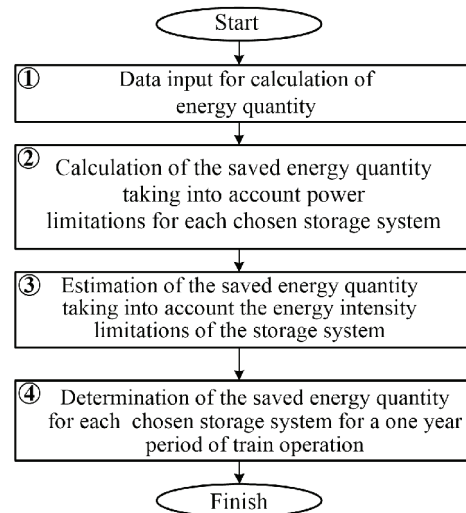 Start
① Data input for calculation of
energy quantity
② Calculation of the saved energy quantity
taking into account power
limitations for each chosen storage system
③ Estimation of the saved energy quantity
taking into account the energy intensity
limitations of the storage system
④ Determination of the saved energy quantity
for each chosen storage system for a one year
period of train operation
Finish